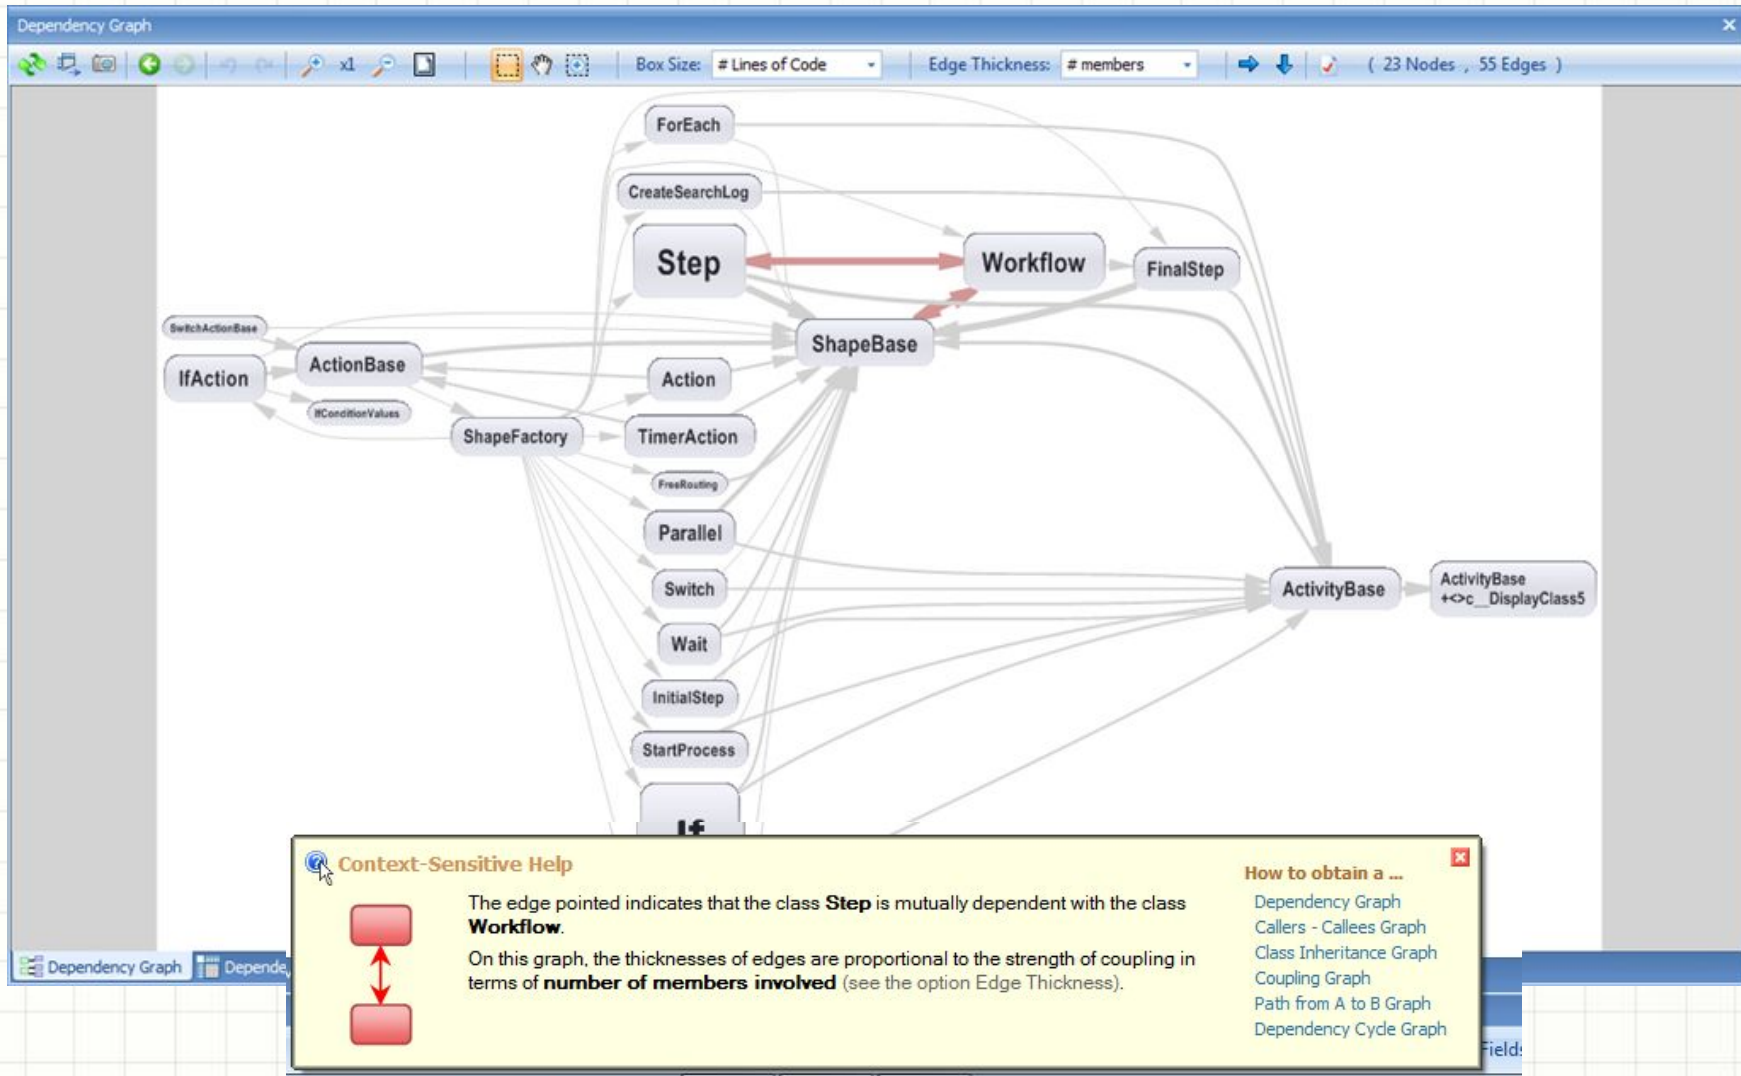 Dependency Graph
x1
Box Size: # Lines of Code
Edge Thickness: # members
( 23 Nodes , 55 Edges )
ForEach
CreateSearchLog
Step
Workflow
FinalStep
SwitchActionBase
ShapeBase
ActionBase
IfAction
Action
IfConditionValues
ShapeFactory
TimerAction
FreeRouting
Parallel
Switch
ActivityBase
ActivityBase
+<>c__DisplayClass5
Wait
InitialStep
StartProcess
If
Context-Sensitive Help
The edge pointed indicates that the class Step is mutually dependent with the class
Workflow.
On this graph, the thicknesses of edges are proportional to the strength of coupling in
terms of number of members involved (see the option Edge Thickness).
How to obtain a ...
Dependency Graph
Callers - Callees Graph
Class Inheritance Graph
Coupling Graph
Path from A to B Graph
Dependency Cycle Graph
Dependency Graph
Depende
Field